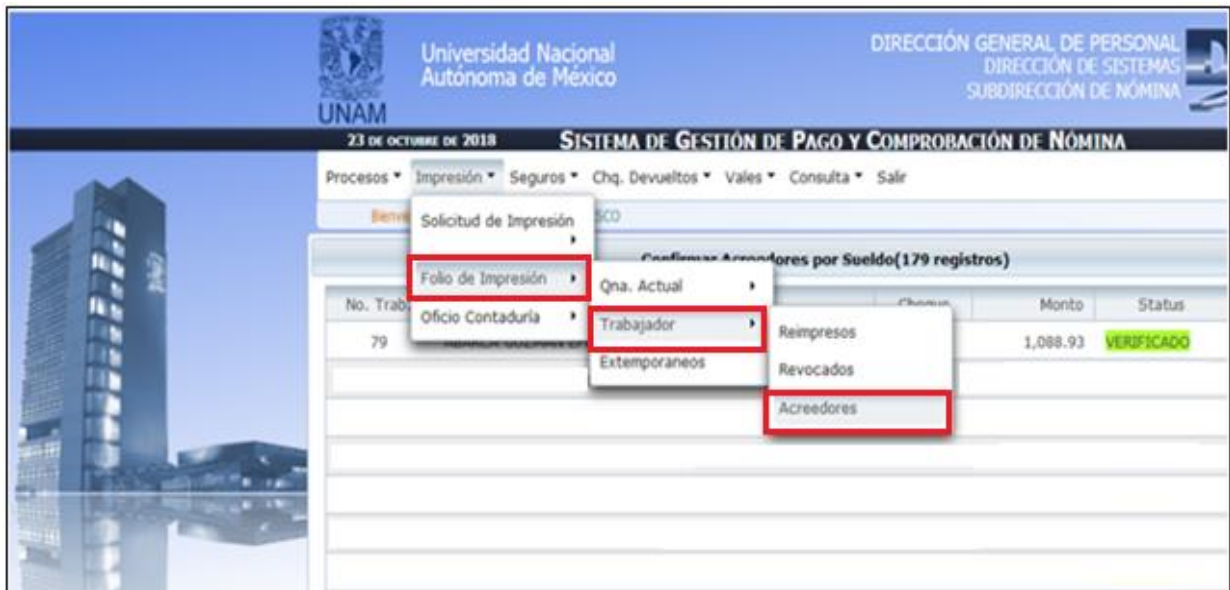 Universidad Nacional
Autónoma de México
UNAM
DIRECCIÓN GENERAL DE PERSONAL
DIRECCIÓN DE SISTEMAS
SUBDIRECCIÓN DE NÓMINA
23 DE OCTUBRE DE 2018 SISTEMA DE GESTIÓN DE PAGO Y COMPROBACIÓN DE NÓMINA
Procesos Impresión Seguros Chq. Devueltos Vales Consulta Salir
Solicitud de Impresión
Folio de Impresión
Oficio Contaduría
Qna. Actual
Trabajador
Extemporaneos
Reimpresos
Revocados
Acreedores
Confirmar Acreedores por Sueldo(179 registros)
No. Trab. Cheque Monto Status
79 1,088.93 VERIFICADO